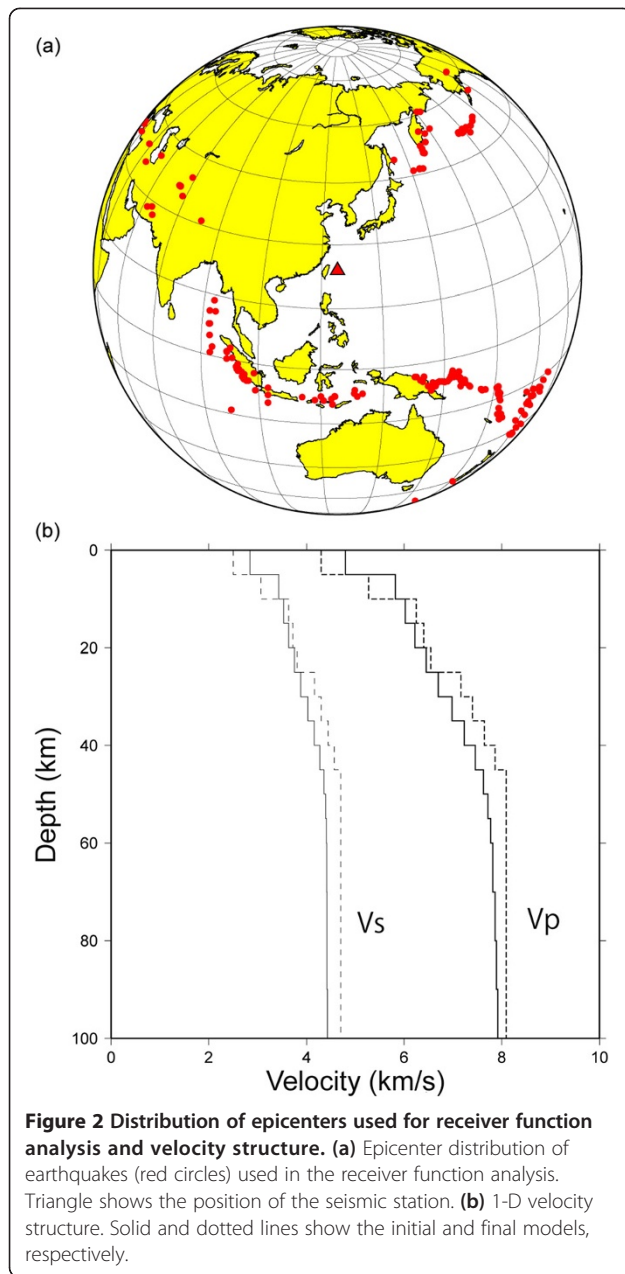 (a)
(b)
0
20
40
60
80
100
Depth (km)
Vs
Vp
0 2 4 6 8 10
Velocity (km/s)
Figure 2 Distribution of epicenters used for receiver function
analysis and velocity structure. (a) Epicenter distribution of
earthquakes (red circles) used in the receiver function analysis.
Triangle shows the position of the seismic station. (b) 1-D velocity
structure. Solid and dotted lines show the initial and final models,
respectively.